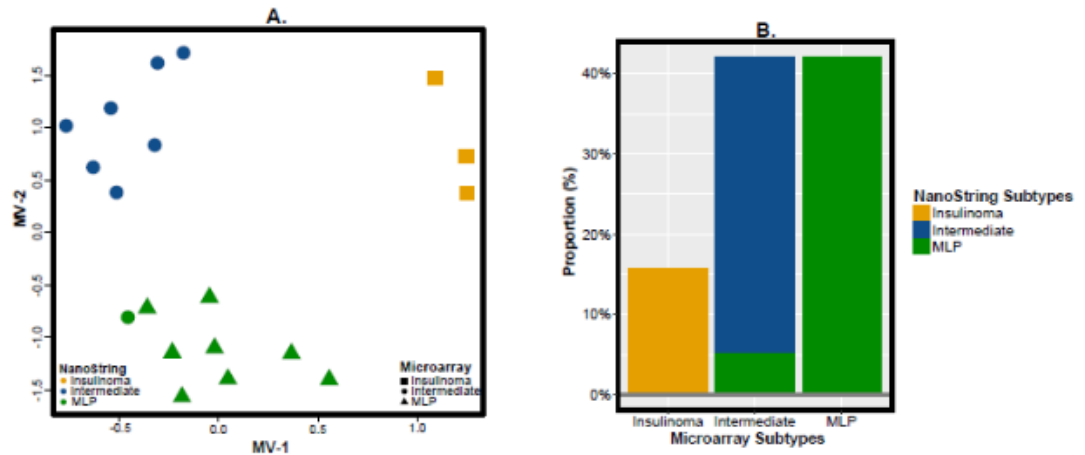 A.
MV-2
1.5
1.0
0.5
0.0
-0.5
-1.0
-1.5
NanoString
Insulinoma
Intermediate
MLP
Microarray
Insulinoma
Intermediate
MLP
-0.5 0.0 0.5 1.0
MV-1
B.
Proportion (%)
40%
30%
20%
10%
0%
Insulinoma Intermediate MLP
Microarray Subtypes
NanoString Subtypes
Insulinoma
Intermediate
MLP